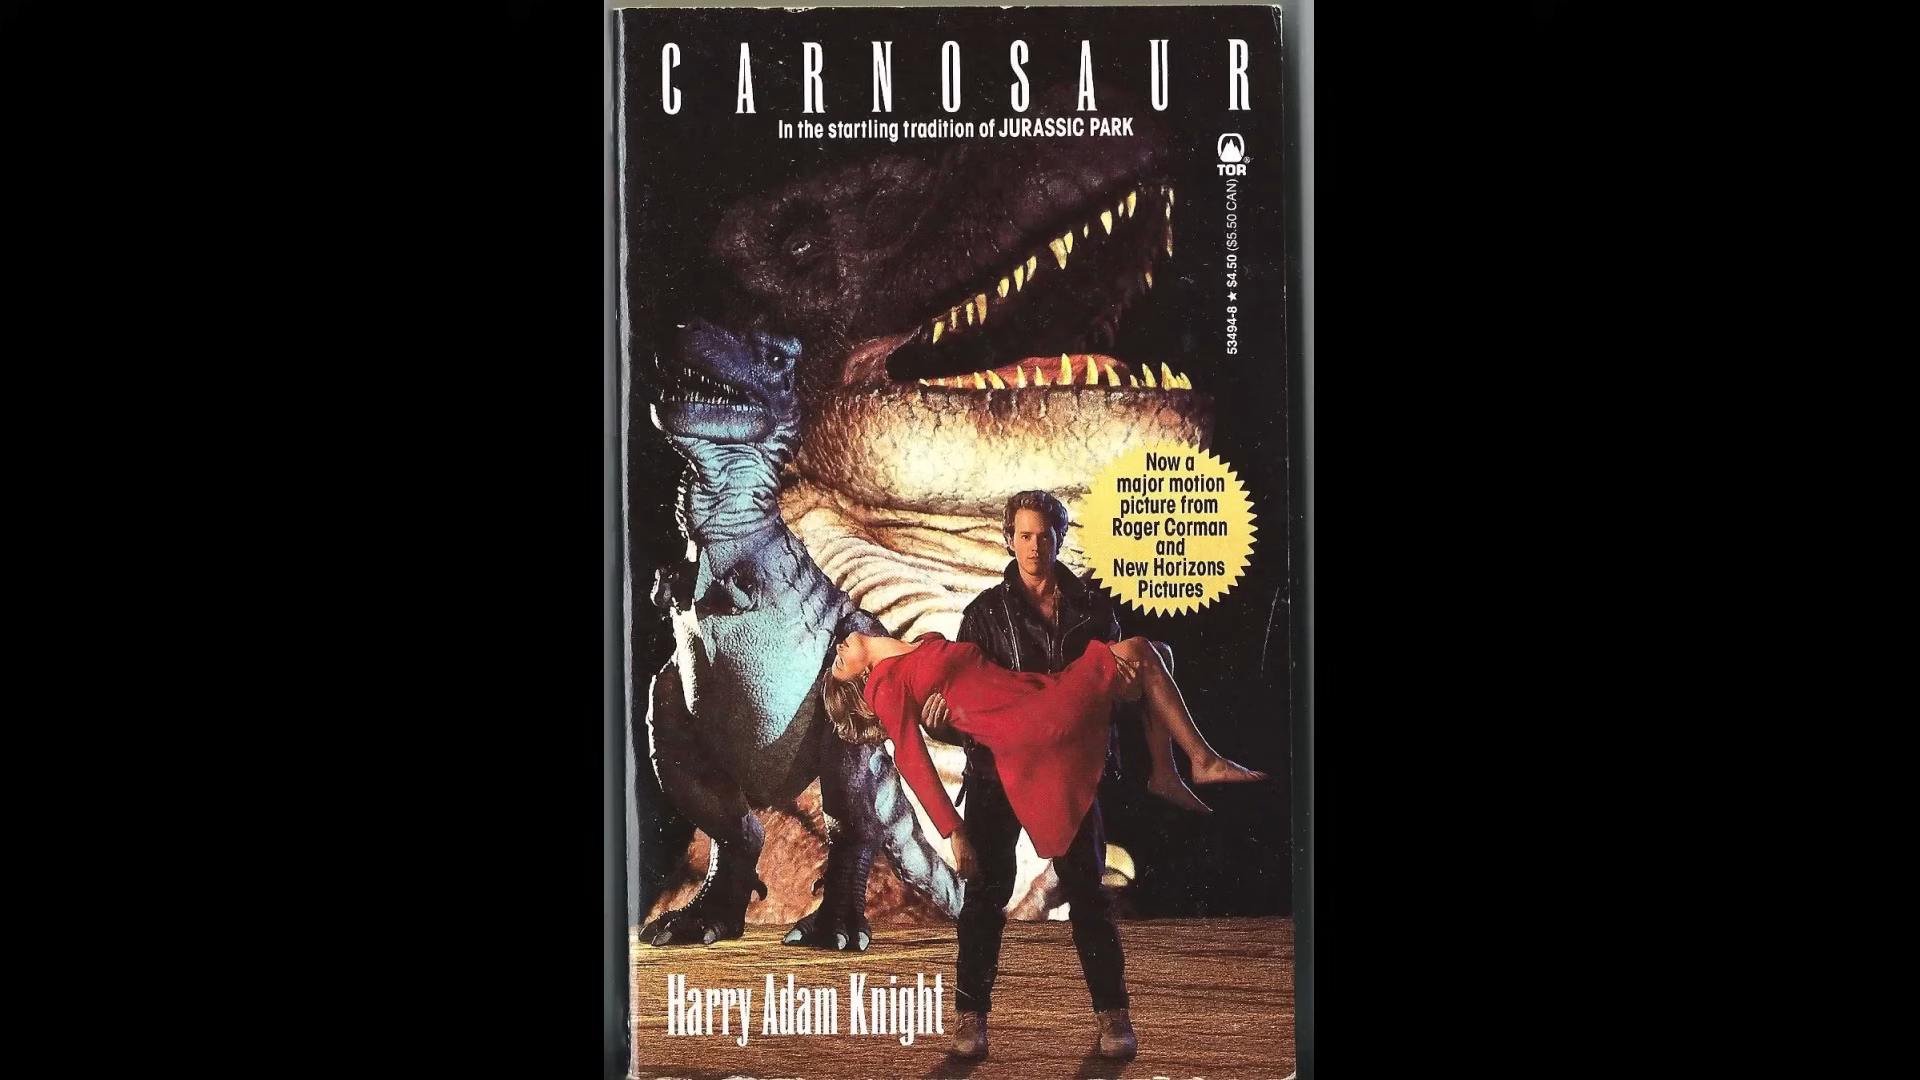 CARNOSAUR
In the startling tradition of JURASSIC PARK
TOR®
53494-8 ★ $4.50 ($5.50 CAN)
Now a
major motion
picture from
Roger Corman
and
New Horizons
Pictures
Harry Adam Knight